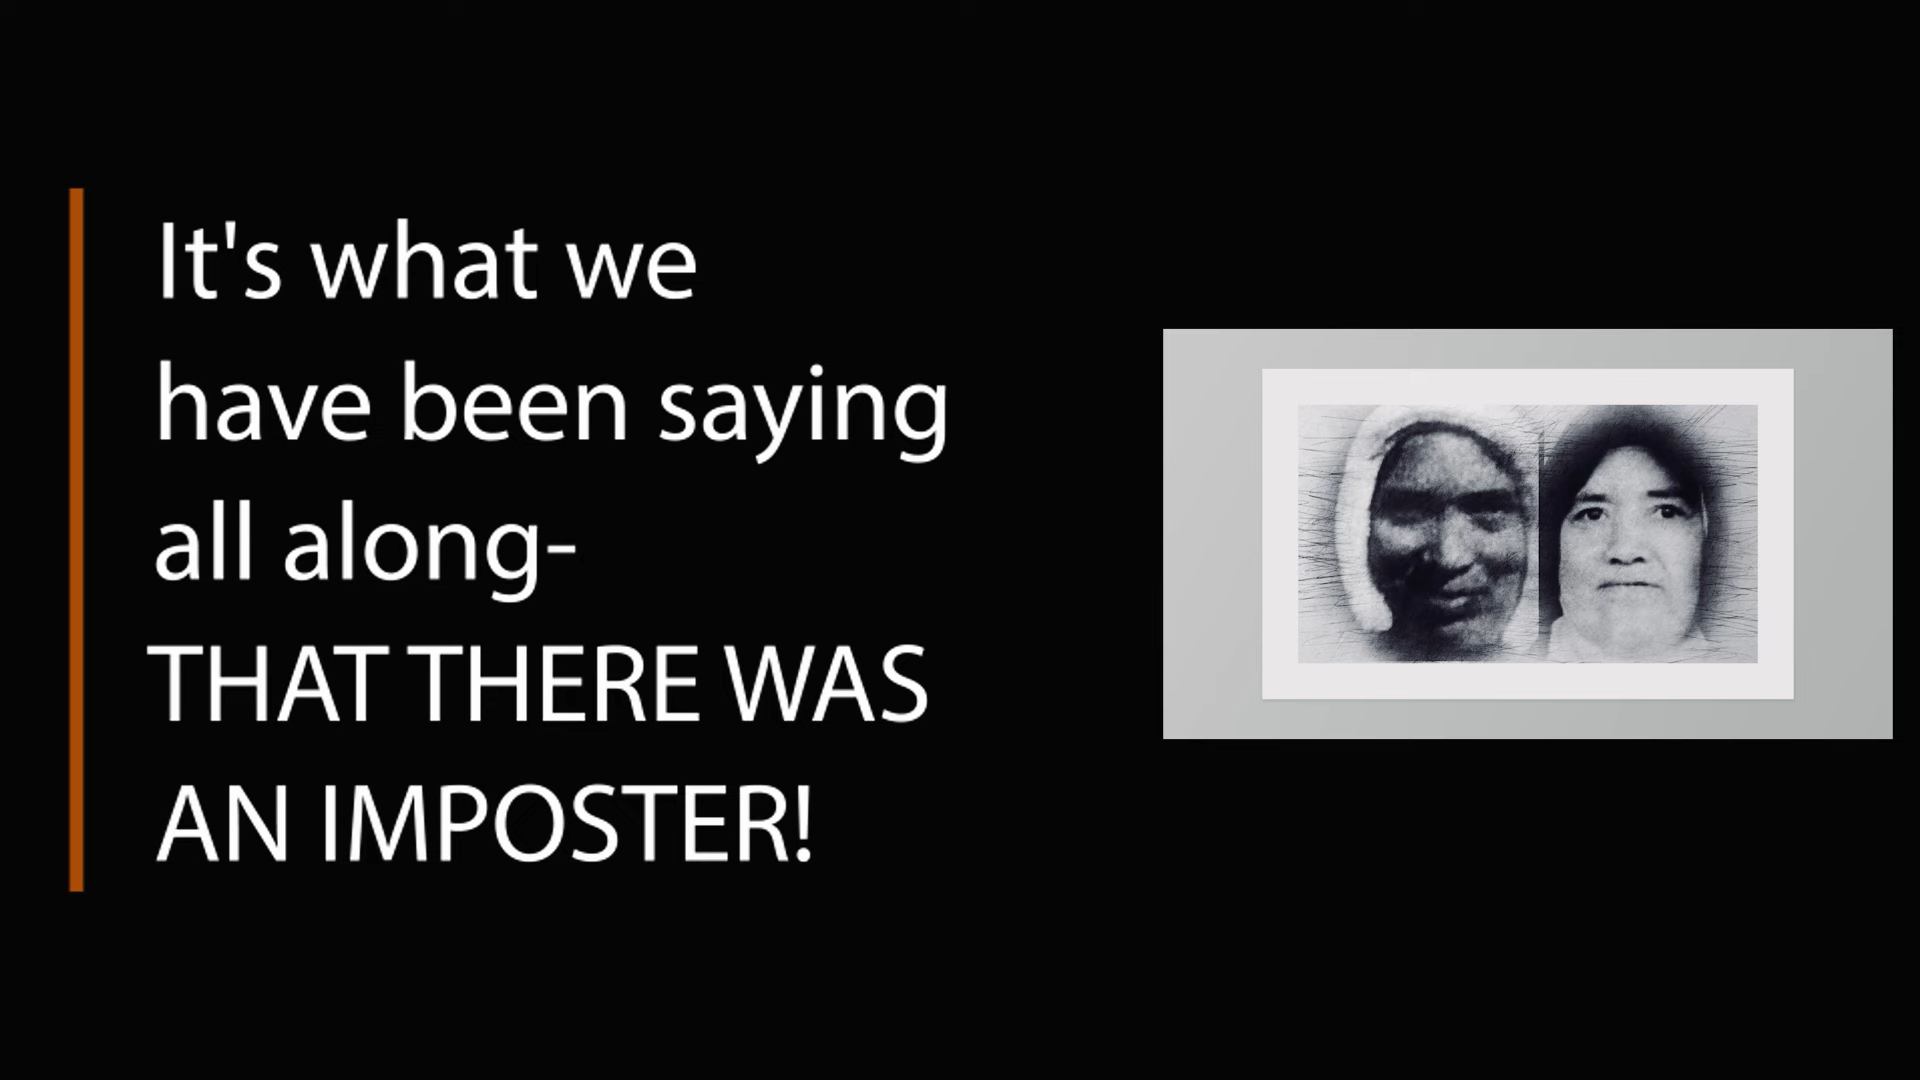 It's what we
have been saying
all along-
THAT THERE WAS
AN IMPOSTER!